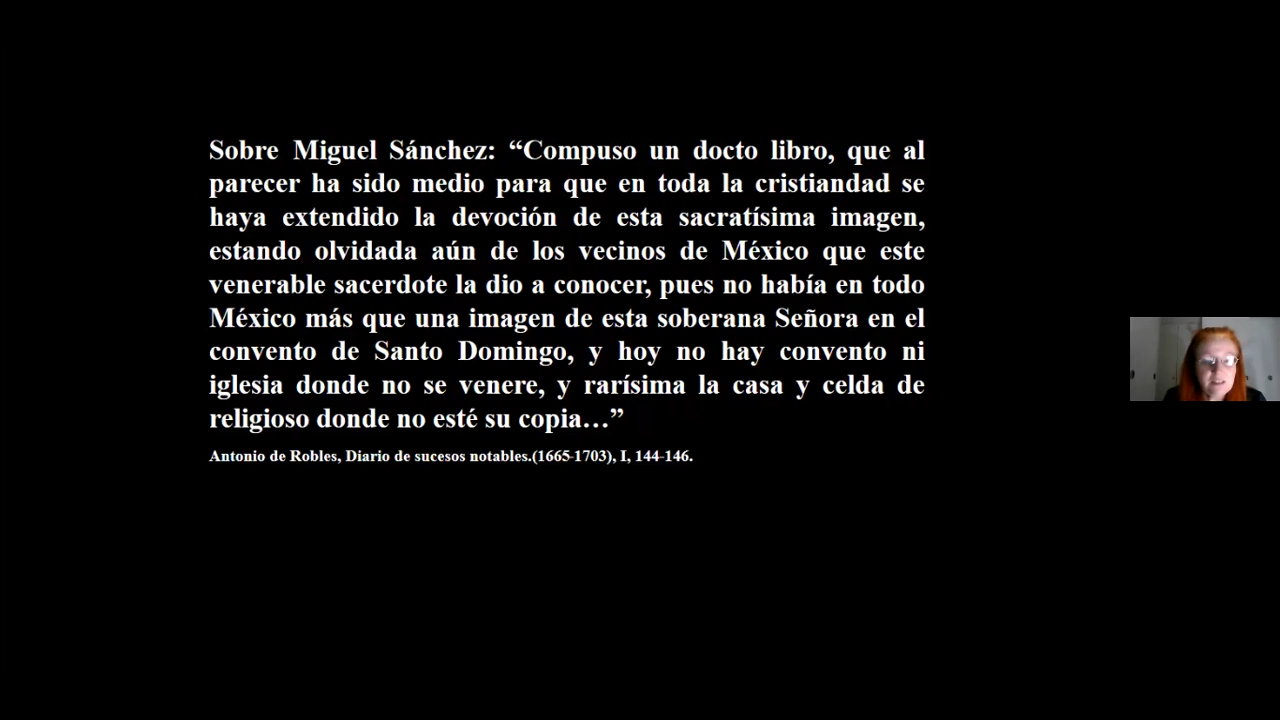 Sobre Miguel Sánchez: “Compuso un docto libro, que al
parecer ha sido medio para que en toda la cristiandad se
haya extendido la devoción de esta sacratísima imagen,
estando olvidada aún de los vecinos de México que este
venerable sacerdote la dio a conocer, pues no había en todo
México más que una imagen de esta soberana Señora en el
convento de Santo Domingo, y hoy no hay convento ni
iglesia donde no se venere, y rarísima la casa y celda de
religioso donde no esté su copia…”
Antonio de Robles, Diario de sucesos notables.(1665-1703), I, 144-146.